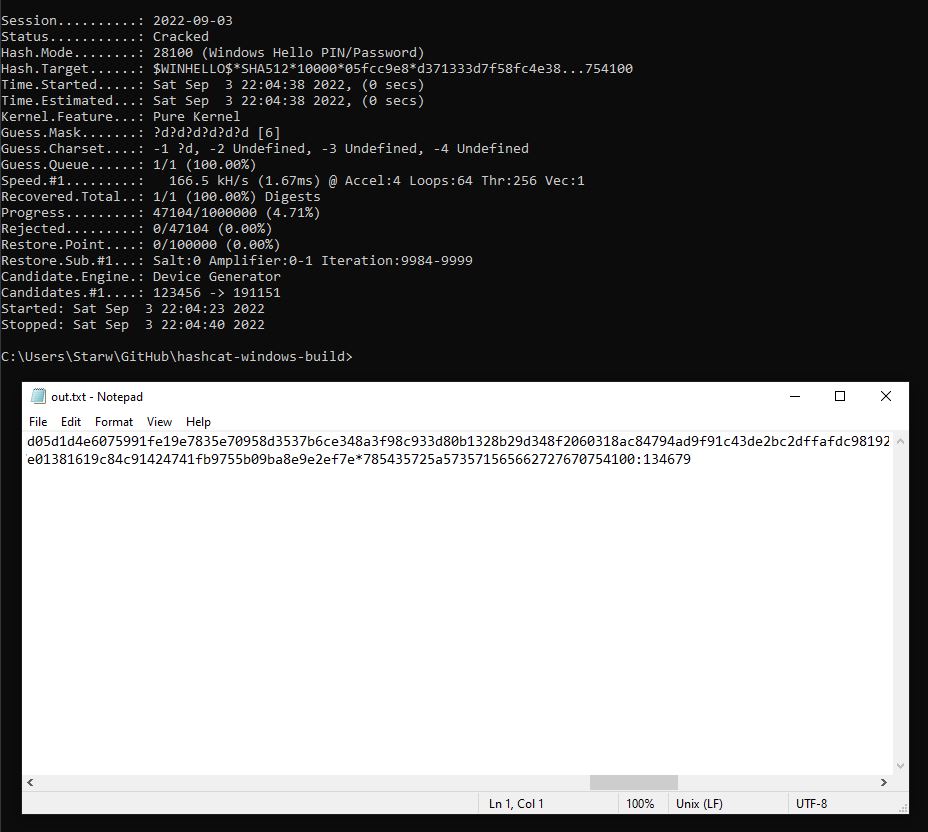 Session..........: 2022-09-03
Status...........: Cracked
Hash.Mode........: 28100 (Windows Hello PIN/Password)
Hash.Target......: $WINHELLO$*SHA512*10000*05fcc9e8*d371333d7f58fc4e38...754100
Time.Started.....: Sat Sep  3 22:04:38 2022, (0 secs)
Time.Estimated...: Sat Sep  3 22:04:38 2022, (0 secs)
Kernel.Feature...: Pure Kernel
Guess.Mask.......: ?d?d?d?d?d?d [6]
Guess.Charset....: -1 ?d, -2 Undefined, -3 Undefined, -4 Undefined
Guess.Queue......: 1/1 (100.00%)
Speed.#1.........:   166.5 kH/s (1.67ms) @ Accel:4 Loops:64 Thr:256 Vec:1
Recovered.Total..: 1/1 (100.00%) Digests
Progress.........: 47104/1000000 (4.71%)
Rejected.........: 0/47104 (0.00%)
Restore.Point....: 0/100000 (0.00%)
Restore.Sub.#1...: Salt:0 Amplifier:0-1 Iteration:9984-9999
Candidate.Engine.: Device Generator
Candidates.#1....: 123456 -> 191151
Started: Sat Sep  3 22:04:23 2022
Stopped: Sat Sep  3 22:04:40 2022
C:\Users\Starw\GitHub\hashcat-windows-build>
out.txt - Notepad
File Edit Format View Help
d05d1d4e6075991fe19e7835e70958d3537b6ce348a3f98c933d80b1328b29d348f2060318ac84794ad9f91c43de2bc2dffafdc98192
e01381619c84c91424741fb9755b09ba8e9e2ef7e*785435725a573571565662727670754100:134679
Ln 1, Col 1 100% Unix (LF) UTF-8